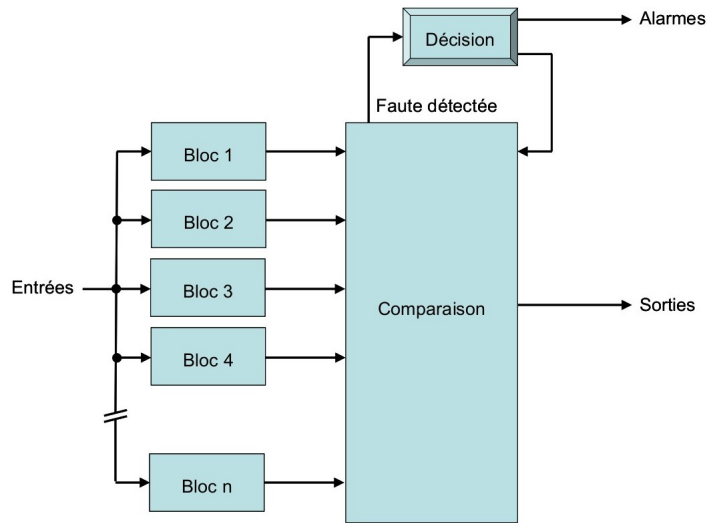 Décision
Alarmes
Faute détectée
Bloc 1
Bloc 2
Entrées
Bloc 3
Comparaison
Sorties
Bloc 4
Bloc n